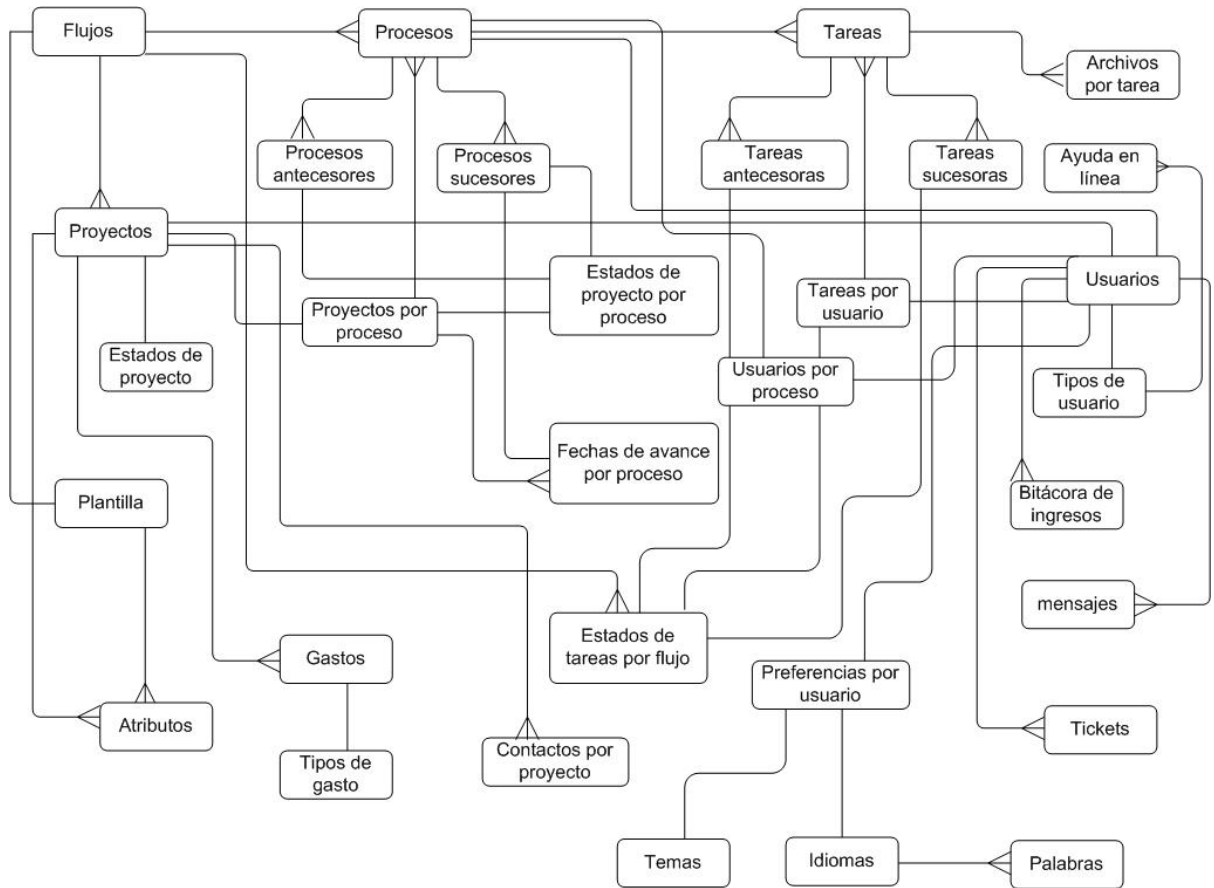 Flujos
Procesos
Tareas
Archivos
por tarea
Procesos
antecesores
Procesos
sucesores
Tareas
antecesoras
Tareas
sucesoras
Ayuda en
línea
Proyectos
Estados de
proyecto por
proceso
Tareas por
usuario
Usuarios
Proyectos por
proceso
Estados de
proyecto
Usuarios por
proceso
Tipos de
usuario
Fechas de avance
por proceso
Plantilla
Bitácora de
ingresos
mensajes
Estados de
tareas por flujo
Gastos
Preferencias por
usuario
Atributos
Tipos de
gasto
Contactos por
proyecto
Tickets
Temas
Idiomas
Palabras